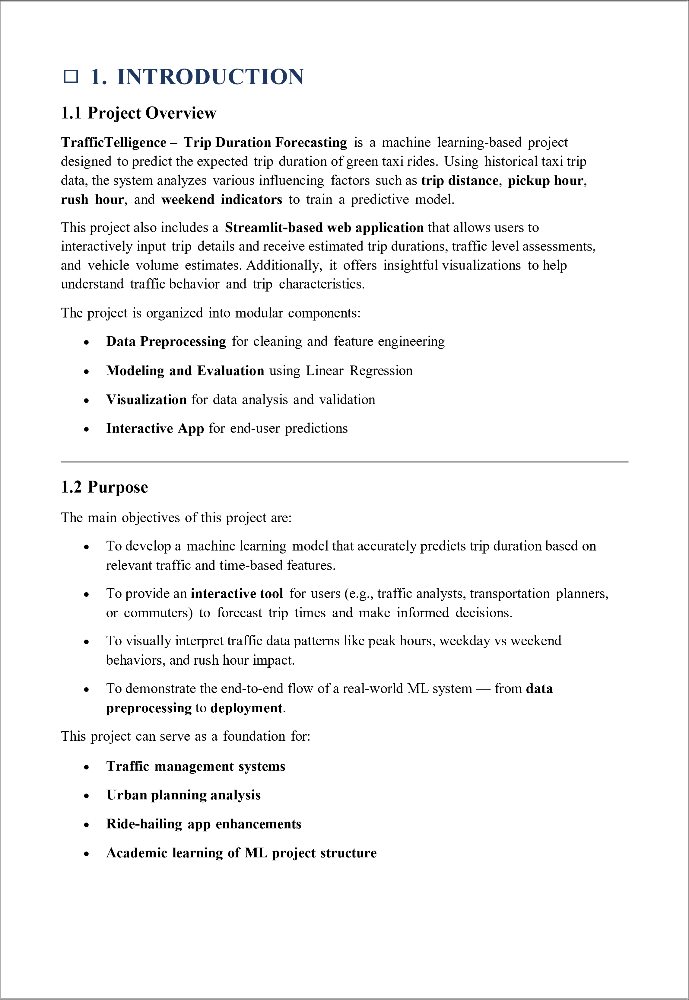 ☐ 1. INTRODUCTION
1.1 Project Overview
TrafficTelligence – Trip Duration Forecasting is a machine learning-based project
designed to predict the expected trip duration of green taxi rides. Using historical taxi trip
data, the system analyzes various influencing factors such as trip distance, pickup hour,
rush hour, and weekend indicators to train a predictive model.
This project also includes a Streamlit-based web application that allows users to
interactively input trip details and receive estimated trip durations, traffic level assessments,
and vehicle volume estimates. Additionally, it offers insightful visualizations to help
understand traffic behavior and trip characteristics.
The project is organized into modular components:
• Data Preprocessing for cleaning and feature engineering
• Modeling and Evaluation using Linear Regression
• Visualization for data analysis and validation
• Interactive App for end-user predictions
1.2 Purpose
The main objectives of this project are:
• To develop a machine learning model that accurately predicts trip duration based on
relevant traffic and time-based features.
• To provide an interactive tool for users (e.g., traffic analysts, transportation planners,
or commuters) to forecast trip times and make informed decisions.
• To visually interpret traffic data patterns like peak hours, weekday vs weekend
behaviors, and rush hour impact.
• To demonstrate the end-to-end flow of a real-world ML system — from data
preprocessing to deployment.
This project can serve as a foundation for:
• Traffic management systems
• Urban planning analysis
• Ride-hailing app enhancements
• Academic learning of ML project structure